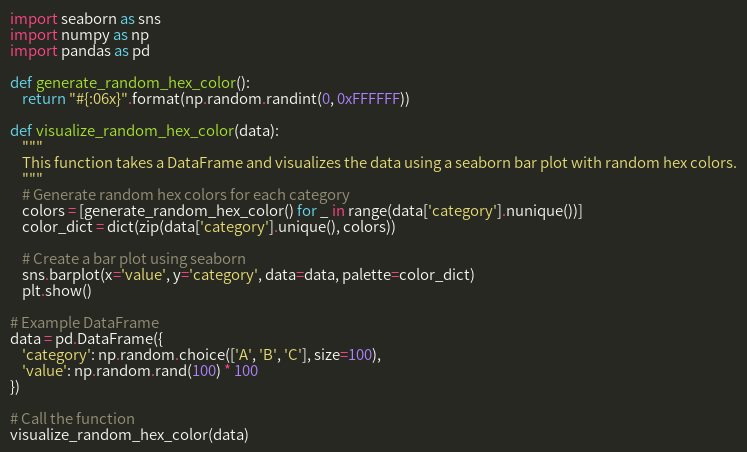 import seaborn as sns
import numpy as np
import pandas as pd

def generate_random_hex_color():
    return "#{:06x}".format(np.random.randint(0, 0xFFFFFF))

def visualize_random_hex_color(data):
    """
    This function takes a DataFrame and visualizes the data using a seaborn bar plot with random hex colors.
    """
    # Generate random hex colors for each category
    colors = [generate_random_hex_color() for _ in range(data['category'].nunique())]
    color_dict = dict(zip(data['category'].unique(), colors))

    # Create a bar plot using seaborn
    sns.barplot(x='value', y='category', data=data, palette=color_dict)
    plt.show()

# Example DataFrame
data = pd.DataFrame({
    'category': np.random.choice(['A', 'B', 'C'], size=100),
    'value': np.random.rand(100) * 100
})

# Call the function
visualize_random_hex_color(data)